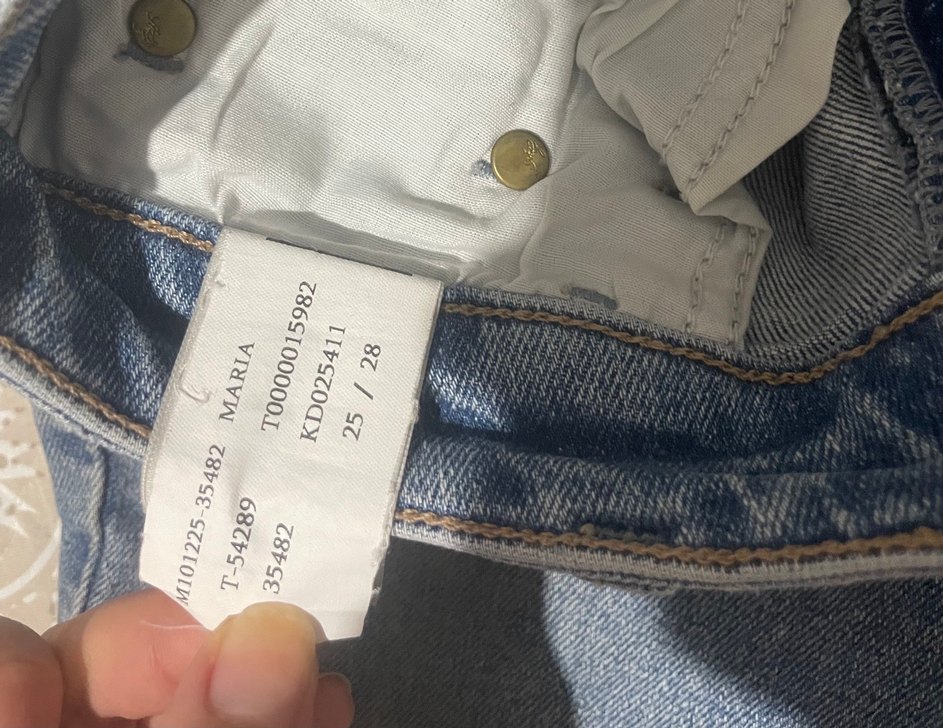 M101225-35482 MARIA
T-54289 T0000015982
35482 KD025411
25 / 28